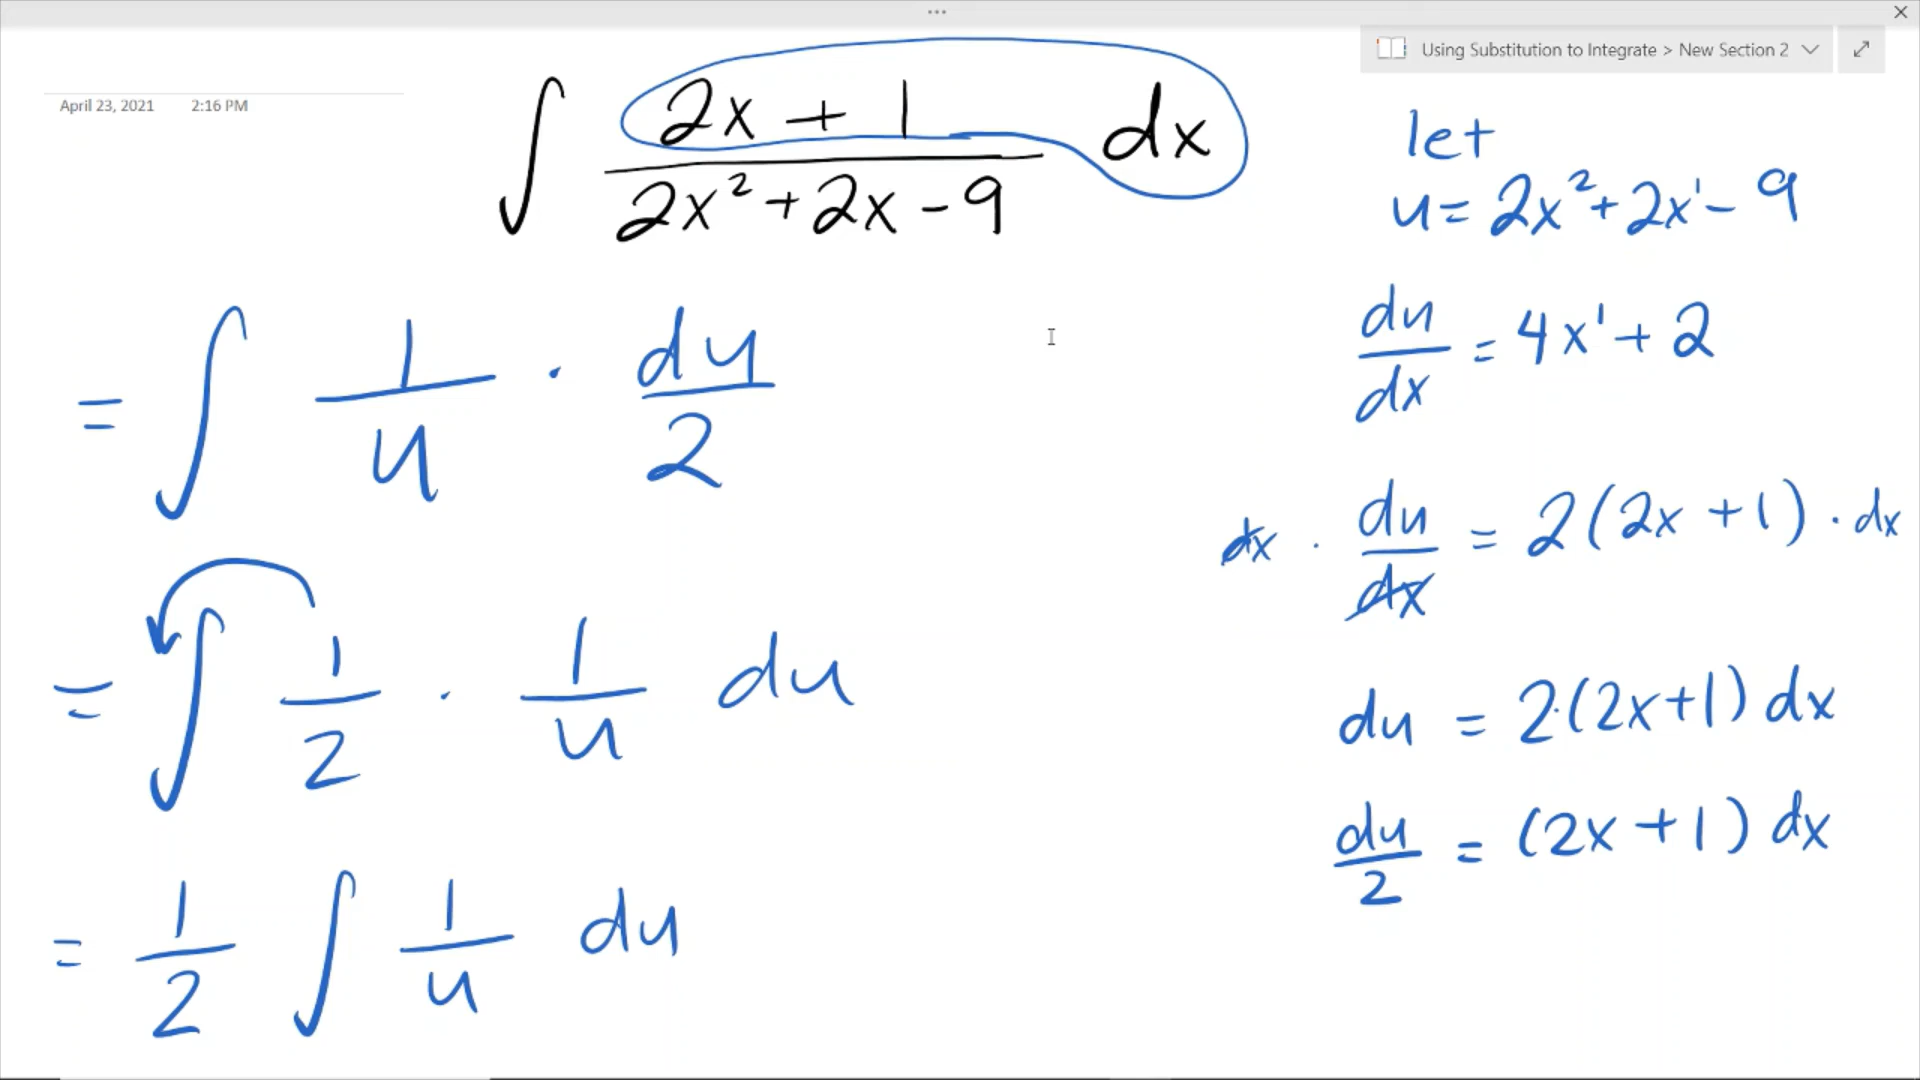 ...
Using Substitution to Integrate > New Section 2
April 23, 2021 2:16 PM
∫ (2x + 1)/(2x² + 2x - 9) dx
let
u = 2x² + 2x¹ - 9
du/dx = 4x¹ + 2
dx · du/dx = 2(2x + 1) · dx
du = 2·(2x+1) dx
du/2 = (2x + 1) dx
= ∫ 1/u · du/2
= ∫ 1/2 · 1/u du
= 1/2 ∫ 1/u du